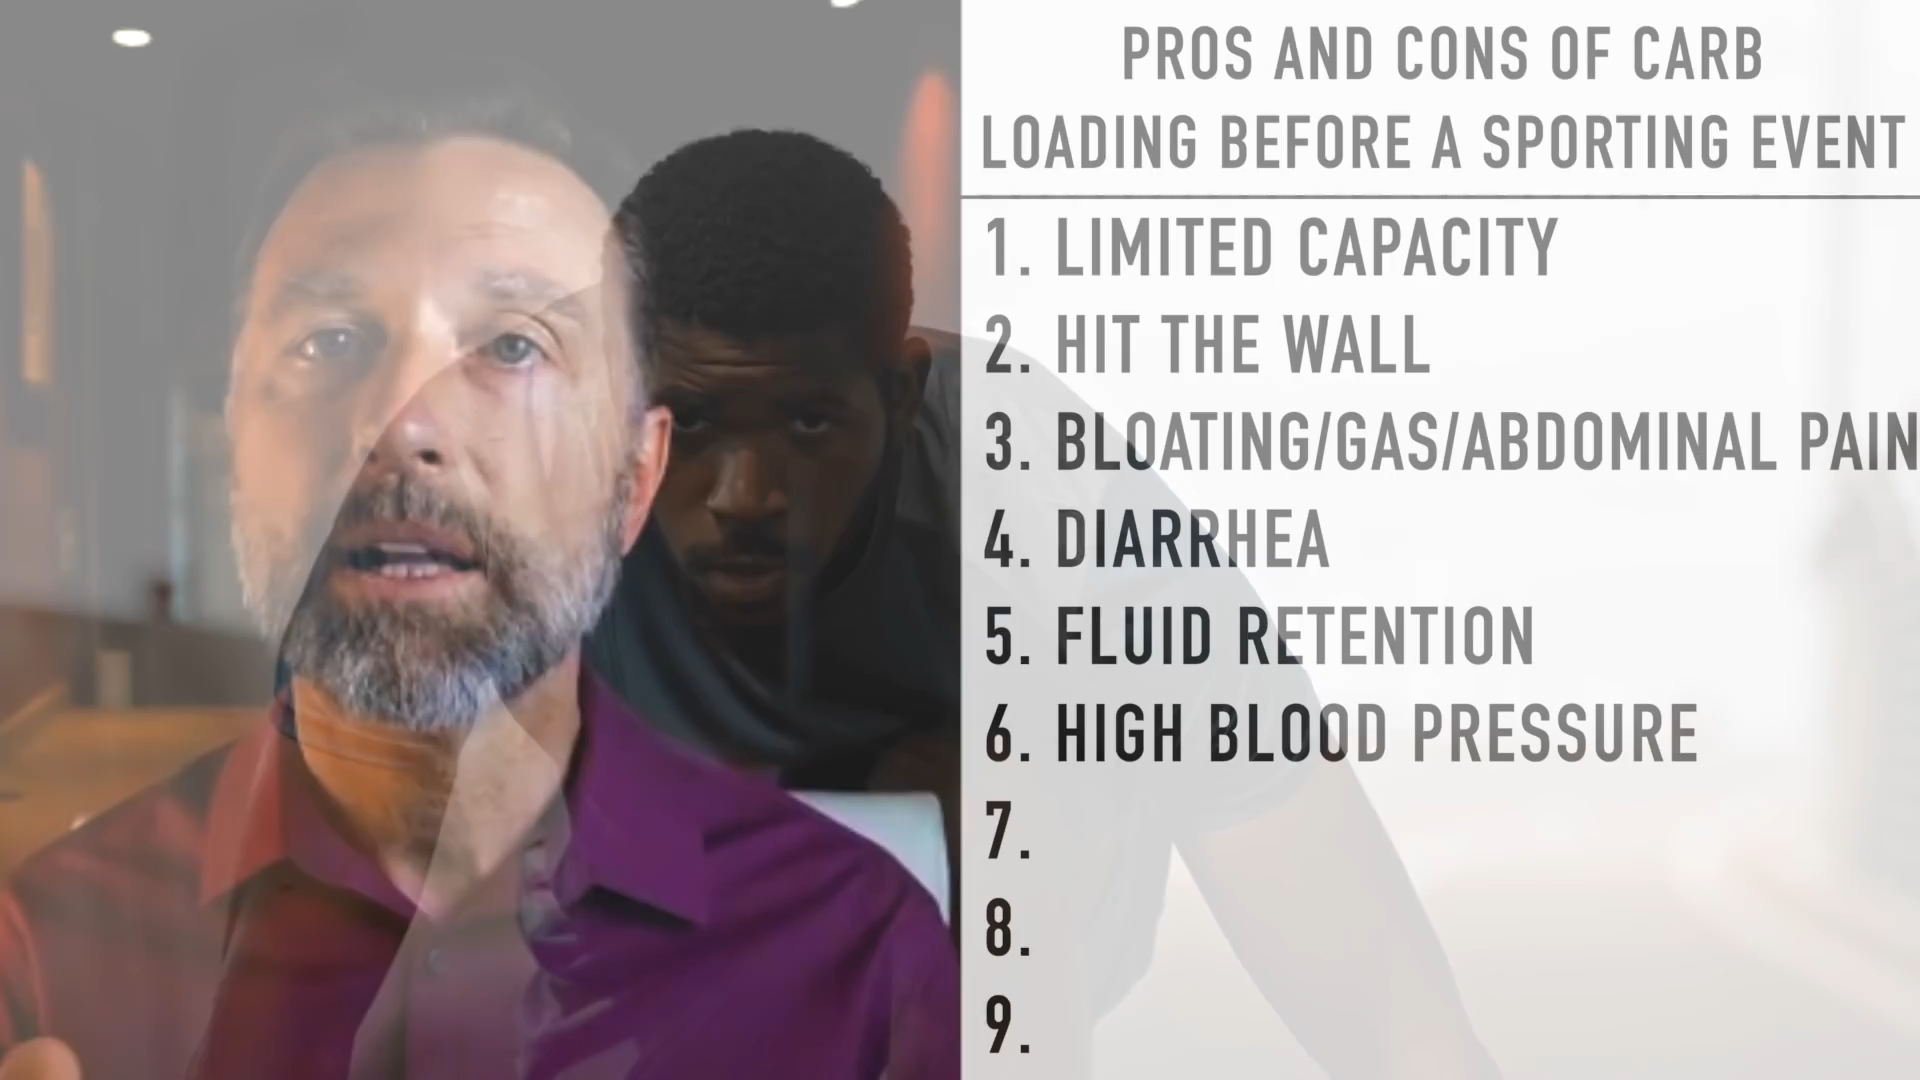 PROS AND CONS OF CARB
LOADING BEFORE A SPORTING EVENT
1. LIMITED CAPACITY
2. HIT THE WALL
3. BLOATING/GAS/ABDOMINAL PAIN
4. DIARRHEA
5. FLUID RETENTION
6. HIGH BLOOD PRESSURE
7.
8.
9.